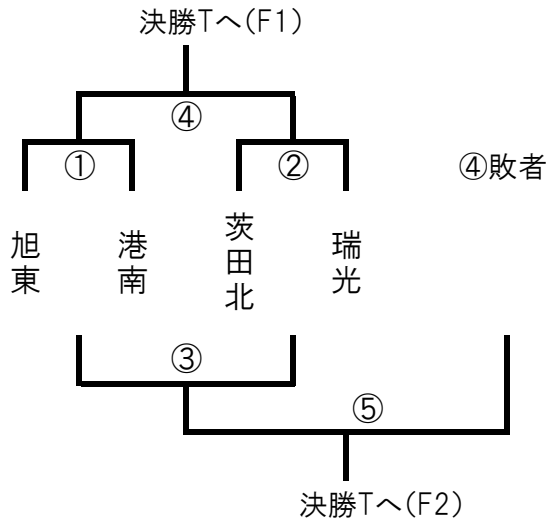 決勝Tへ(F1)
④
① ② ④敗者
旭東 港南 茨田北 瑞光
③
⑤
決勝Tへ(F2)